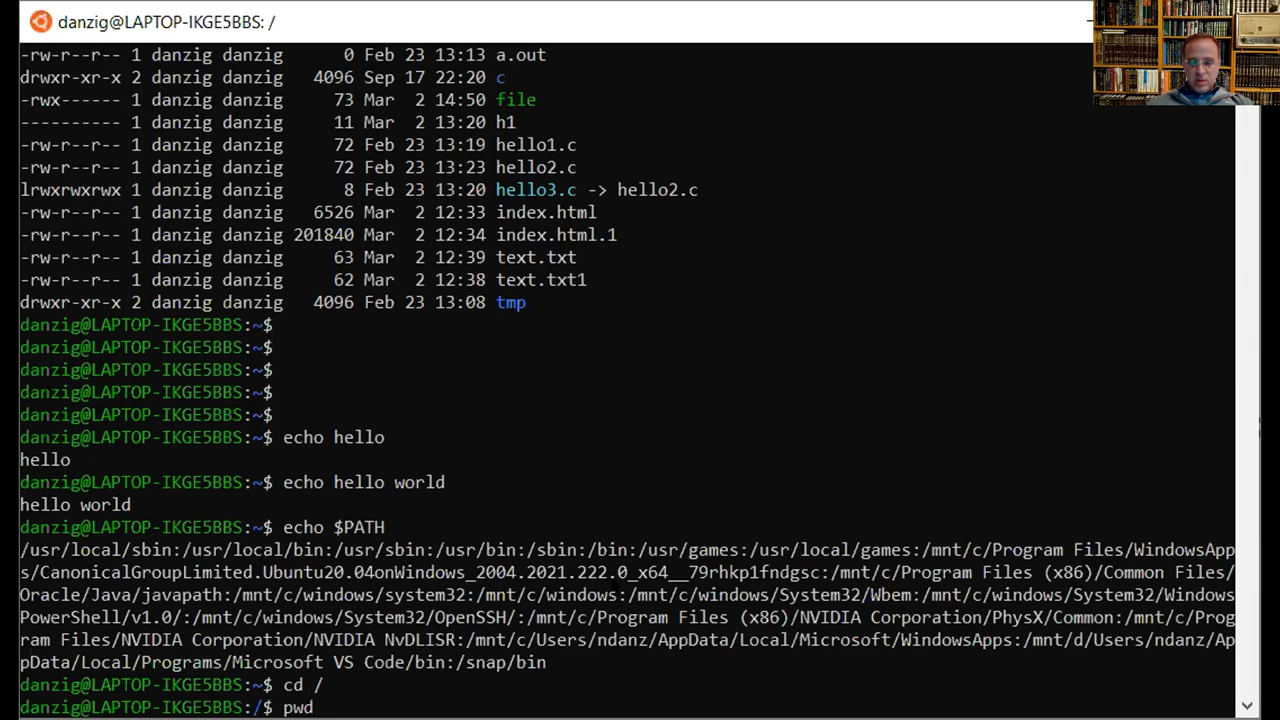 danzig@LAPTOP-IKGE5BBS: /
-rw-r--r-- 1 danzig danzig      0 Feb 23 13:13 a.out
drwxr-xr-x 2 danzig danzig   4096 Sep 17 22:20 c
-rwx------ 1 danzig danzig     73 Mar  2 14:50 file
---------- 1 danzig danzig     11 Mar  2 13:20 h1
-rw-r--r-- 1 danzig danzig     72 Feb 23 13:19 hello1.c
-rw-r--r-- 1 danzig danzig     72 Feb 23 13:23 hello2.c
lrwxrwxrwx 1 danzig danzig      8 Feb 23 13:20 hello3.c -> hello2.c
-rw-r--r-- 1 danzig danzig   6526 Mar  2 12:33 index.html
-rw-r--r-- 1 danzig danzig 201840 Mar  2 12:34 index.html.1
-rw-r--r-- 1 danzig danzig     63 Mar  2 12:39 text.txt
-rw-r--r-- 1 danzig danzig     62 Mar  2 12:38 text.txt1
drwxr-xr-x 2 danzig danzig   4096 Feb 23 13:08 tmp
danzig@LAPTOP-IKGE5BBS:~$
danzig@LAPTOP-IKGE5BBS:~$
danzig@LAPTOP-IKGE5BBS:~$
danzig@LAPTOP-IKGE5BBS:~$
danzig@LAPTOP-IKGE5BBS:~$
danzig@LAPTOP-IKGE5BBS:~$ echo hello
hello
danzig@LAPTOP-IKGE5BBS:~$ echo hello world
hello world
danzig@LAPTOP-IKGE5BBS:~$ echo $PATH
/usr/local/sbin:/usr/local/bin:/usr/sbin:/usr/bin:/sbin:/bin:/usr/games:/usr/local/games:/mnt/c/Program Files/WindowsApp
s/CanonicalGroupLimited.Ubuntu20.04onWindows_2004.2021.222.0_x64__79rhkp1fndgsc:/mnt/c/Program Files (x86)/Common Files/
Oracle/Java/javapath:/mnt/c/windows/system32:/mnt/c/windows:/mnt/c/windows/System32/Wbem:/mnt/c/windows/System32/Windows
PowerShell/v1.0/:/mnt/c/windows/System32/OpenSSH/:/mnt/c/Program Files (x86)/NVIDIA Corporation/PhysX/Common:/mnt/c/Prog
ram Files/NVIDIA Corporation/NVIDIA NvDLISR:/mnt/c/Users/ndanz/AppData/Local/Microsoft/WindowsApps:/mnt/d/Users/ndanz/Ap
pData/Local/Programs/Microsoft VS Code/bin:/snap/bin
danzig@LAPTOP-IKGE5BBS:~$ cd /
danzig@LAPTOP-IKGE5BBS:/$ pwd